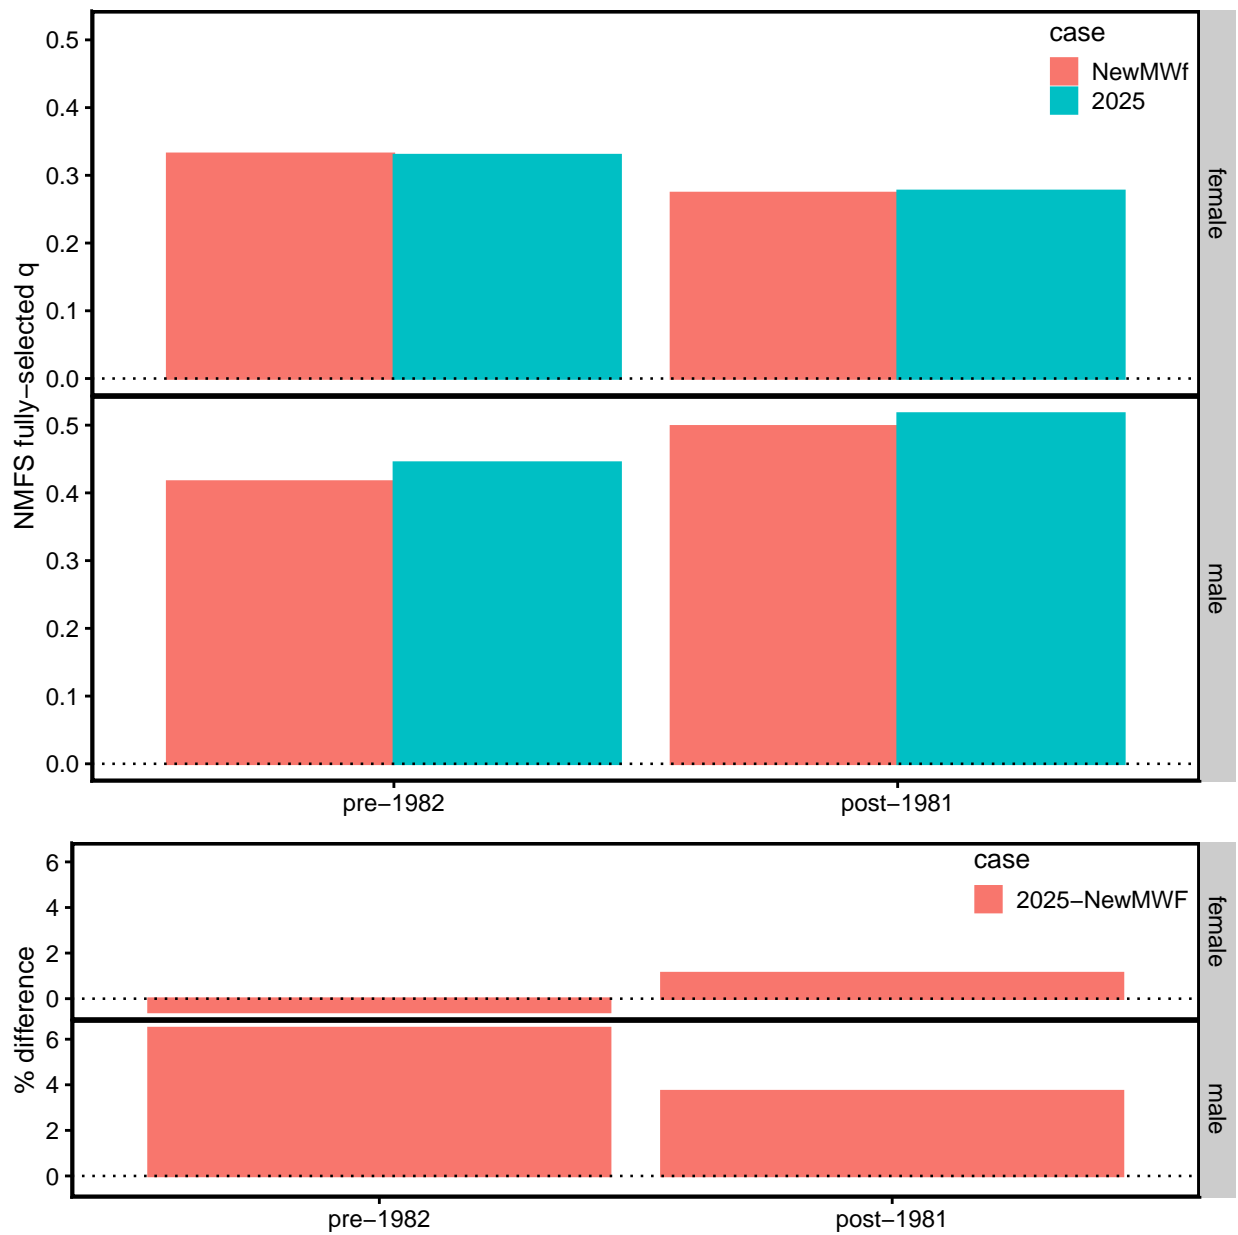 case
NewMWf
2025
NMFS fully−selected q
0.5
0.4
0.3
0.2
0.1
0.0
female
0.5
0.4
0.3
0.2
0.1
0.0
male
pre−1982
post−1981
case
2025−NewMWF
% difference
6
4
2
0
female
6
4
2
0
male
pre−1982
post−1981